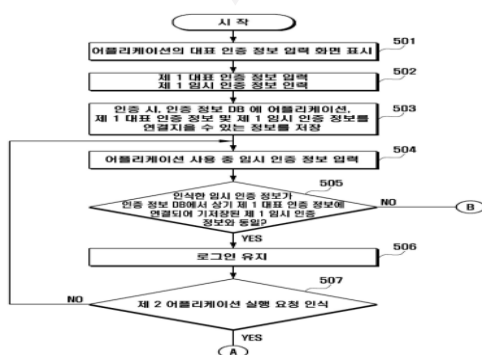 시 작
어플리케이션의 대표 인증 정보 입력 화면 표시
501
제 1 대표 인증 정보 입력
제 1 임시 인증 정보 인력
502
인증 시, 인증 정보 DB 에 어플리케이션,
제 1 대표 인증 정보 및 제 1 임시 인증 정보를
연결지을 수 있는 정보를 저장
503
어플리케이션 사용 중 임시 인증 정보 입력
504
인식한 임시 인증 정보가
인증 정보 DB에서 상기 제 1 대표 인증 정보에
연결되어 기저장된 제 1 임시 인증
정보와 동일?
505
NO
B
YES
로그인 유지
506
제 2 어플리케이션 실행 요청 인식
507
NO
YES
A